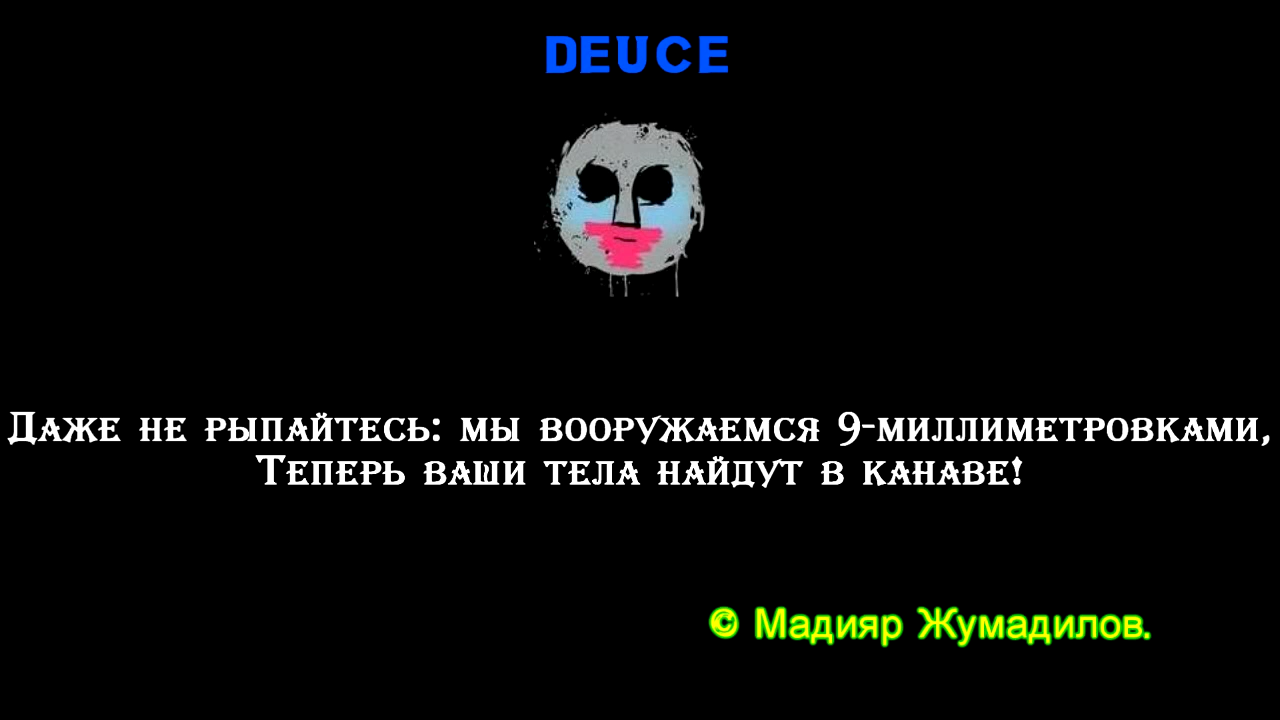 DEUCE
Даже не рыпайтесь: мы вооружаемся 9-миллиметровками,
Теперь ваши тела найдут в канаве!
© Мадияр Жумадилов.